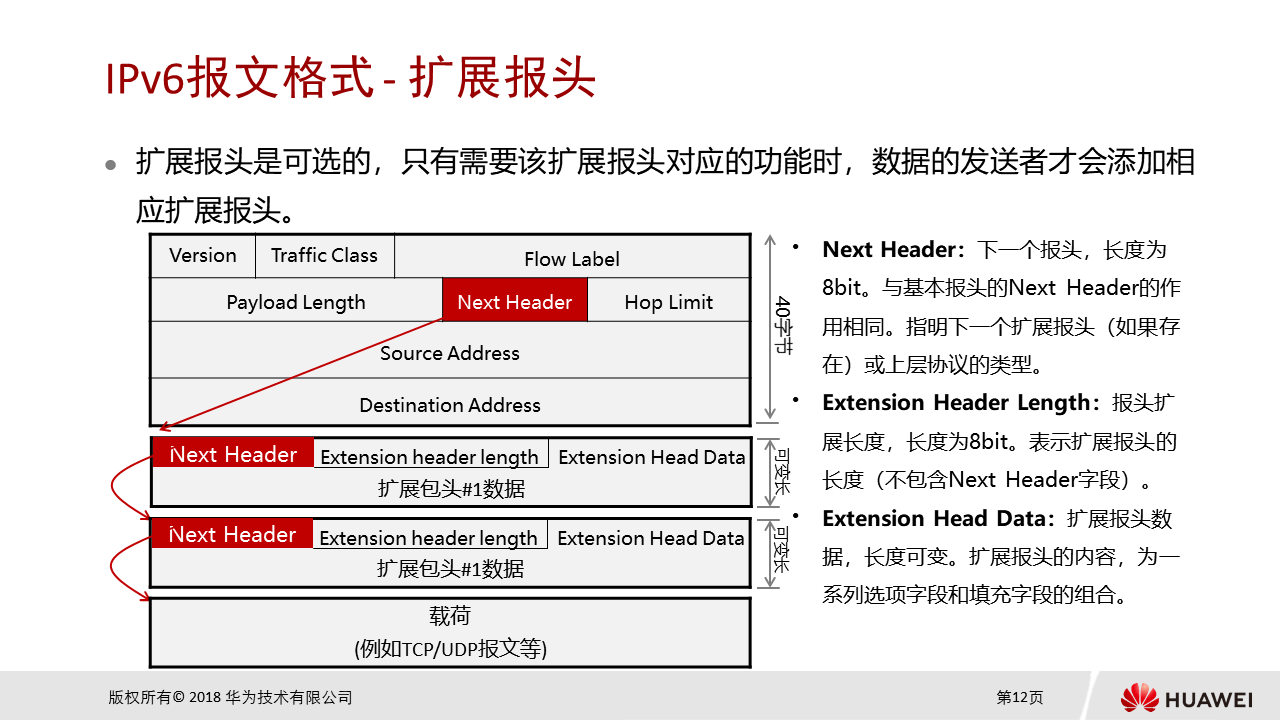 IPv6报文格式 - 扩展报头
扩展报头是可选的，只有需要该扩展报头对应的功能时，数据的发送者才会添加相
应扩展报头。
Version
Traffic Class
Flow Label
Payload Length
Next Header
Hop Limit
Source Address
Destination Address
40字节
Next Header
Extension header length
Extension Head Data
扩展包头#1数据
可变长
Next Header
Extension header length
Extension Head Data
扩展包头#1数据
可变长
载荷
(例如TCP/UDP报文等)
Next Header：下一个报头，长度为
8bit。与基本报头的Next Header的作
用相同。指明下一个扩展报头（如果存
在）或上层协议的类型。
Extension Header Length：报头扩
展长度，长度为8bit。表示扩展报头的
长度（不包含Next Header字段）。
Extension Head Data：扩展报头数
据，长度可变。扩展报头的内容，为一
系列选项字段和填充字段的组合。
版权所有© 2018 华为技术有限公司
第12页
HUAWEI